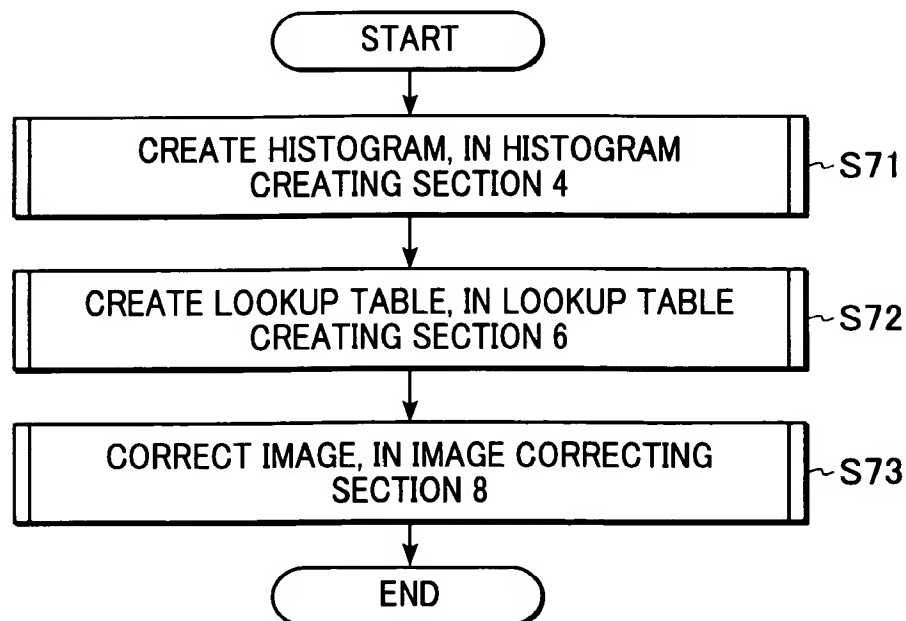 START
CREATE HISTOGRAM, IN HISTOGRAM
CREATING SECTION 4
S71
CREATE LOOKUP TABLE, IN LOOKUP TABLE
CREATING SECTION 6
S72
CORRECT IMAGE, IN IMAGE CORRECTING
SECTION 8
S73
END